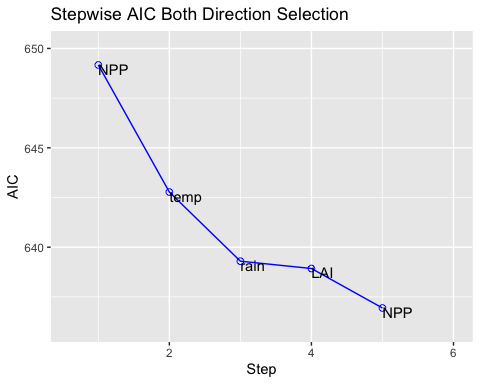 Stepwise AIC Both Direction Selection
650
NPP
645
AIC
temp
640
rain
LAI
NPP
2
4
6
Step